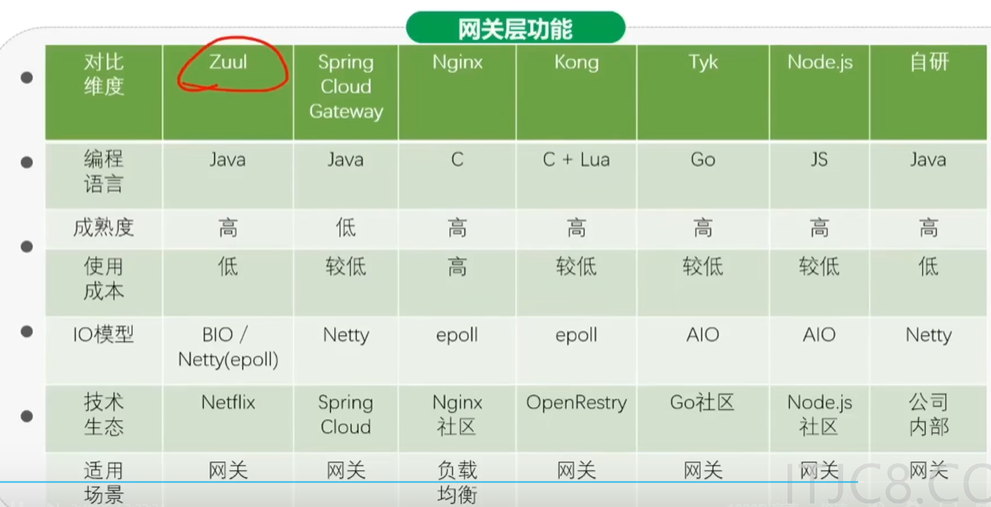 网关层功能
对比维度 Zuul Spring Cloud Gateway Nginx Kong Tyk Node.js 自研
编程语言 Java Java C C + Lua Go JS Java
成熟度 高 低 高 高 高 高 高
使用成本 低 较低 高 较低 较低 较低 低
IO模型 BIO / Netty(epoll) Netty epoll epoll AIO AIO Netty
技术生态 Netflix Spring Cloud Nginx社区 OpenRestry Go社区 Node.js社区 公司内部
适用场景 网关 网关 负载均衡 网关 网关 网关 网关
ITJC8.CO